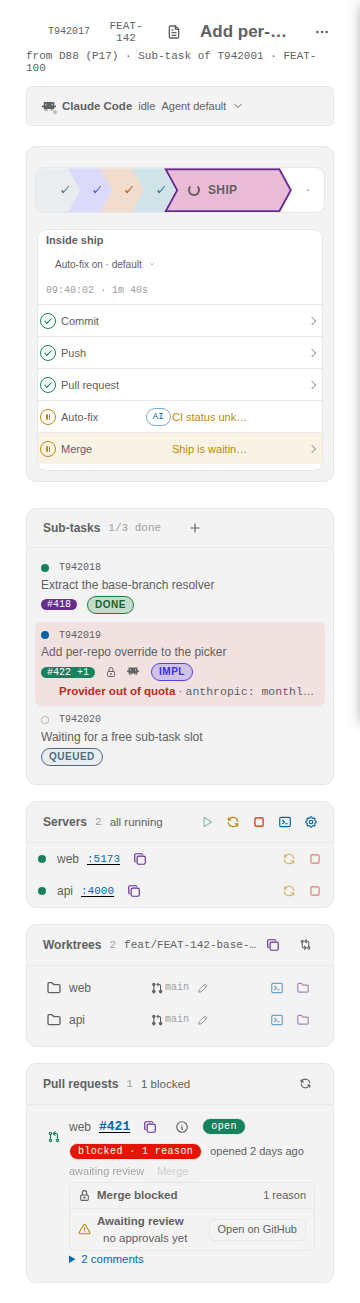 T942017 FEAT-142 Add per-… ···
from D88 (P17) · Sub-task of T942001 · FEAT-100
Claude Code idle Agent default
✓ ✓ ✓ ✓ SHIP ·
Inside ship
Auto-fix on · default
09:40:02 · 1m 40s
Commit
Push
Pull request
Auto-fix AI CI status unk…
Merge Ship is waitin…
Sub-tasks 1/3 done +
T942018
Extract the base-branch resolver
#418 DONE
T942019
Add per-repo override to the picker
#422 +1 IMPL
Provider out of quota · anthropic: monthl…
T942020
Waiting for a free sub-task slot
QUEUED
Servers 2 all running
web :5173
api :4000
Worktrees 2 feat/FEAT-142-base-…
web main
api main
Pull requests 1 1 blocked
web #421 open
blocked · 1 reason opened 2 days ago
awaiting review Merge
Merge blocked 1 reason
Awaiting review
no approvals yet Open on GitHub
2 comments